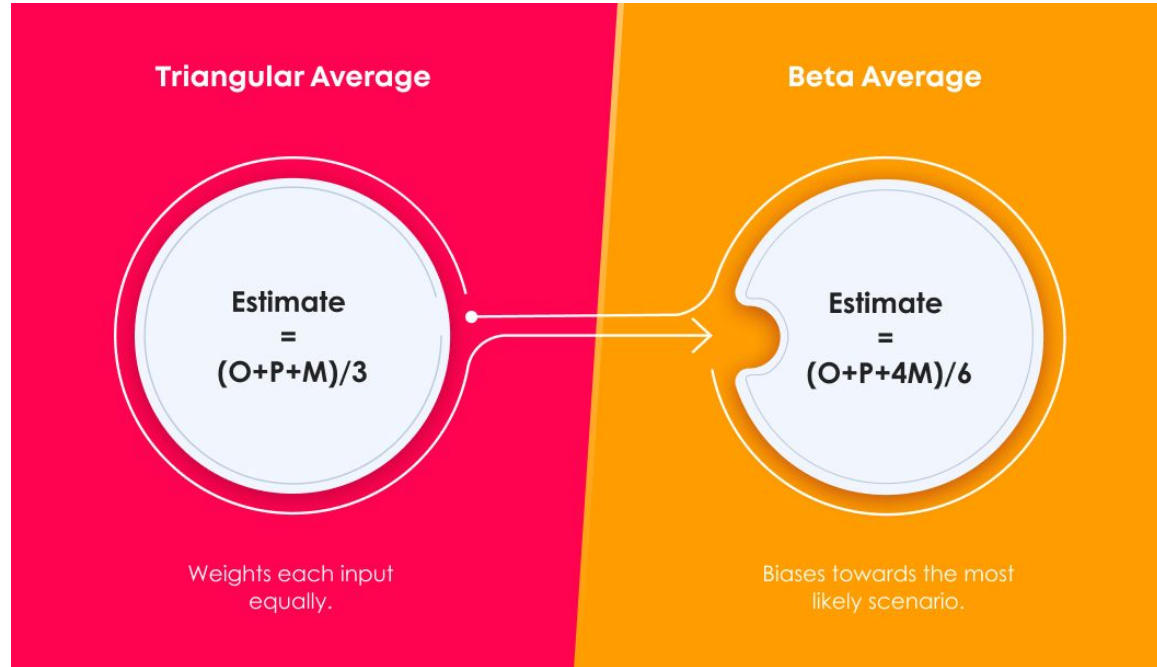 Triangular Average
Estimate
=
(O+P+M)/3
Weights each input
equally.
Beta Average
Estimate
=
(O+P+4M)/6
Biases towards the most
likely scenario.